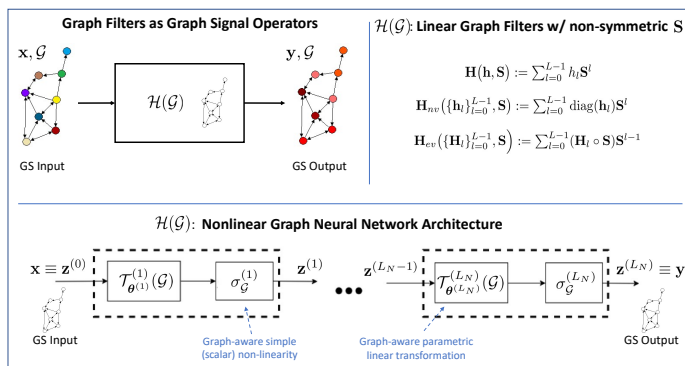 Graph Filters as Graph Signal Operators
𝐱, 𝒢
𝐲, 𝒢
ℋ(𝒢)
GS Input
GS Output
ℋ(𝒢): Linear Graph Filters w/ non-symmetric 𝐒
𝐇(𝐡, 𝐒) := ∑_{l=0}^{L-1} h_l 𝐒^l
𝐇_{nv}({𝐡_l}_{l=0}^{L-1}, 𝐒) := ∑_{l=0}^{L-1} diag(𝐡_l)𝐒^l
𝐇_{ev}({𝐇_l}_{l=0}^{L-1}, 𝐒) := ∑_{l=0}^{L-1} (𝐇_l ∘ 𝐒)𝐒^{l-1}
ℋ(𝒢): Nonlinear Graph Neural Network Architecture
𝐱 ≡ 𝐳^{(0)}
𝒯^{(1)}_{𝜽^{(1)}}(𝒢)
σ^{(1)}_𝒢
𝐳^{(1)}
•••
𝐳^{(L_N-1)}
𝒯^{(L_N)}_{𝜽^{(L_N)}}(𝒢)
σ^{(L_N)}_𝒢
𝐳^{(L_N)} ≡ 𝐲
GS Input
Graph-aware simple
(scalar) non-linearity
Graph-aware parametric
linear transformation
GS Output